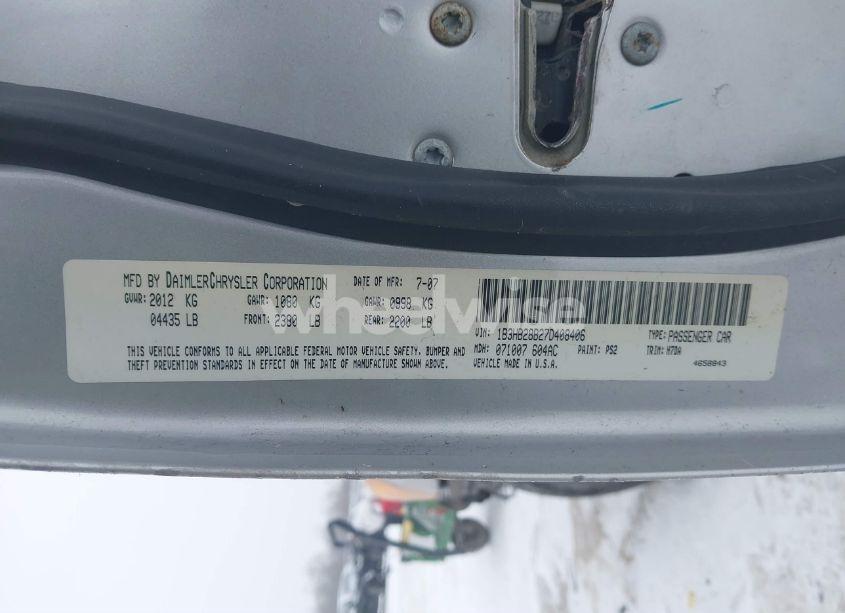 MFD BY DAIMLERCHRYSLER CORPORATION DATE OF MFR: 7-07
GVWR: 2012 KG GAWR: 1080 KG GAWR: 0998 KG
04435 LB FRONT: 2380 LB REAR: 2200 LB
wheelwise
VIN: 1B3HB28B27D408406 TYPE: PASSENGER CAR
THIS VEHICLE CONFORMS TO ALL APPLICABLE FEDERAL MOTOR VEHICLE SAFETY, BUMPER AND MDH: 071007 604AC PAINT: PS2 TRIM: H7DA
THEFT PREVENTION STANDARDS IN EFFECT ON THE DATE OF MANUFACTURE SHOWN ABOVE. VEHICLE MADE IN U.S.A. 4658843